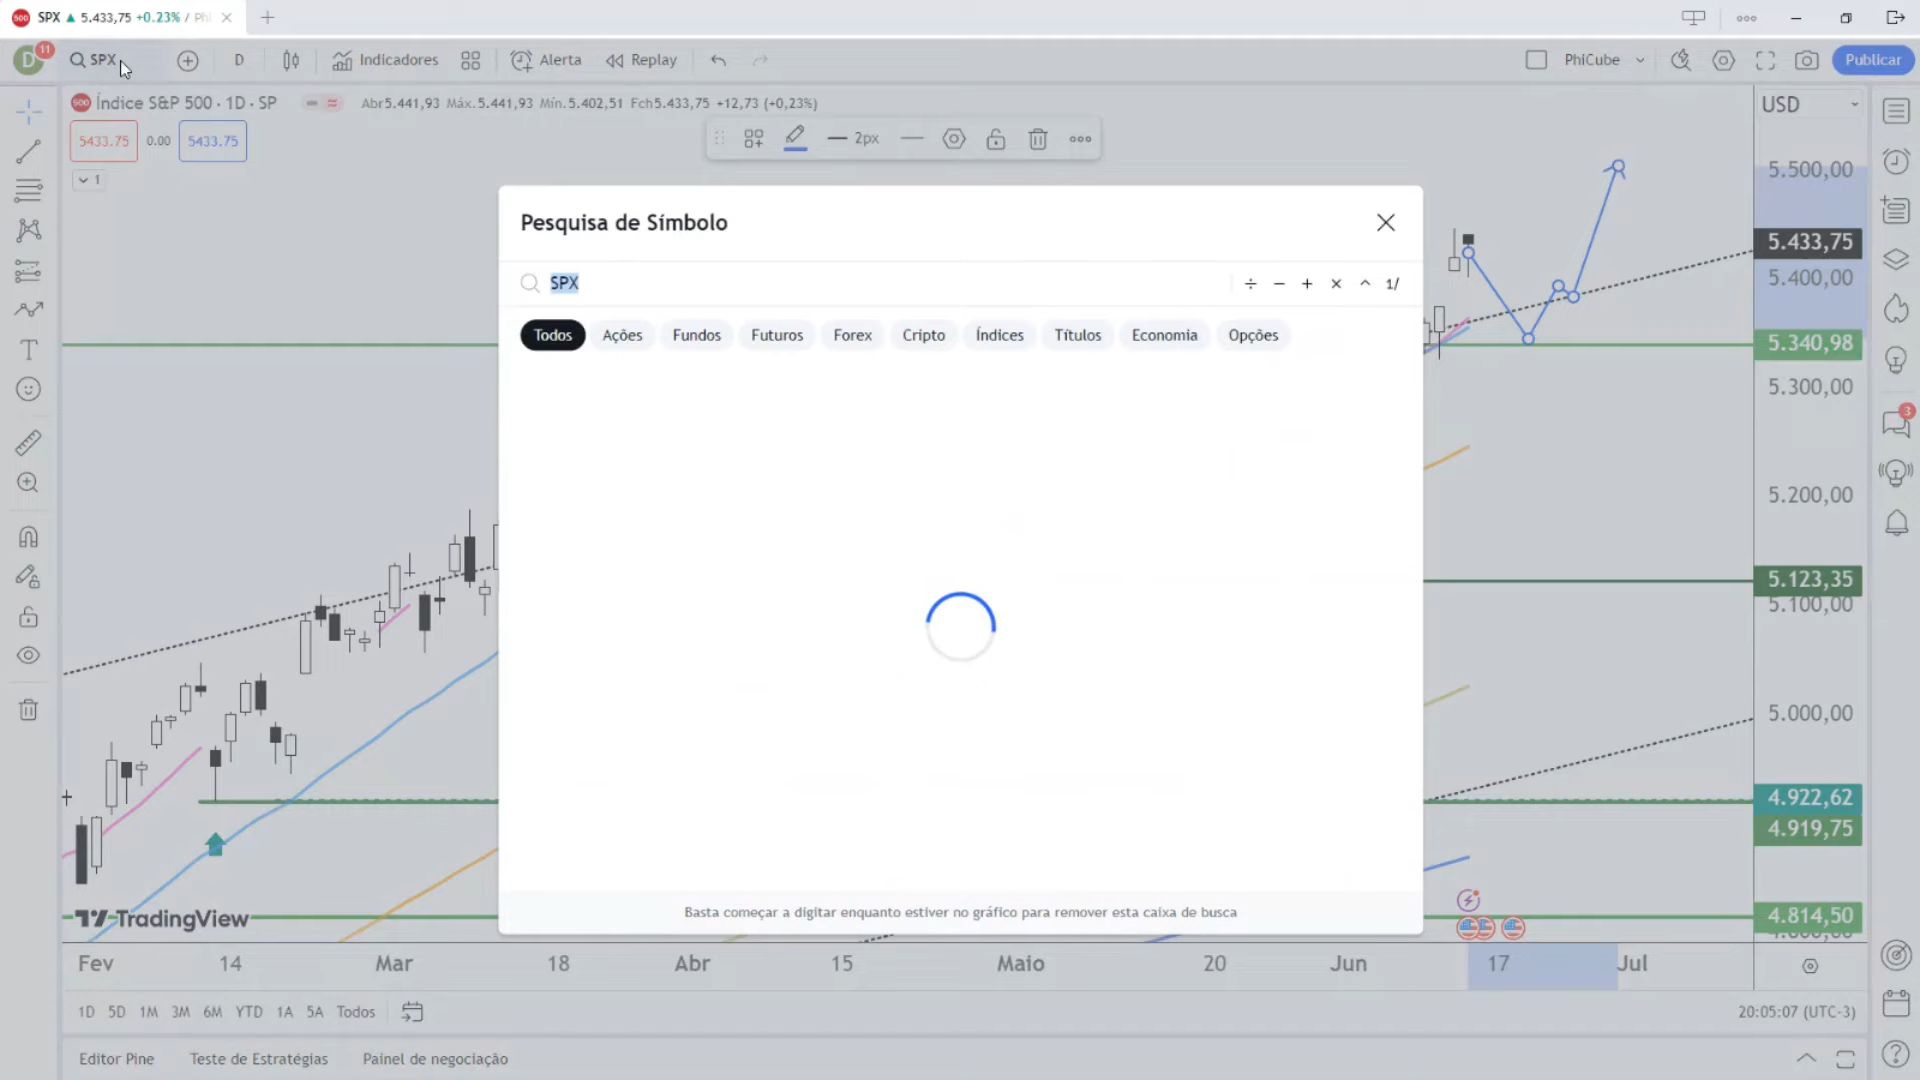 500 SPX ▲ 5.433,75 +0.23% / Phi
D 11 SPX D Indicadores Alerta Replay PhiCube Publicar
500 Índice S&P 500 · 1D · SP Abr5.441,93 Máx.5.441,93 Mín.5.402,51 Fch5.433,75 +12,73 (+0,23%)
USD
5433.75 0.00 5433.75
2px
1
5.500,00
Pesquisa de Símbolo
5.433,75
5.400,00
SPX
÷ − + × ^ 1/
Todos Ações Fundos Futuros Forex Cripto Índices Títulos Economia Opções
5.340,98
5.300,00
3
5.200,00
5.123,35
5.100,00
5.000,00
4.922,62
4.919,75
Basta começar a digitar enquanto estiver no gráfico para remover esta caixa de busca
TradingView
4.814,50
Fev 14 Mar 18 Abr 15 Maio 20 Jun 17 Jul
1D 5D 1M 3M 6M YTD 1A 5A Todos
20:05:07 (UTC-3)
Editor Pine Teste de Estratégias Painel de negociação